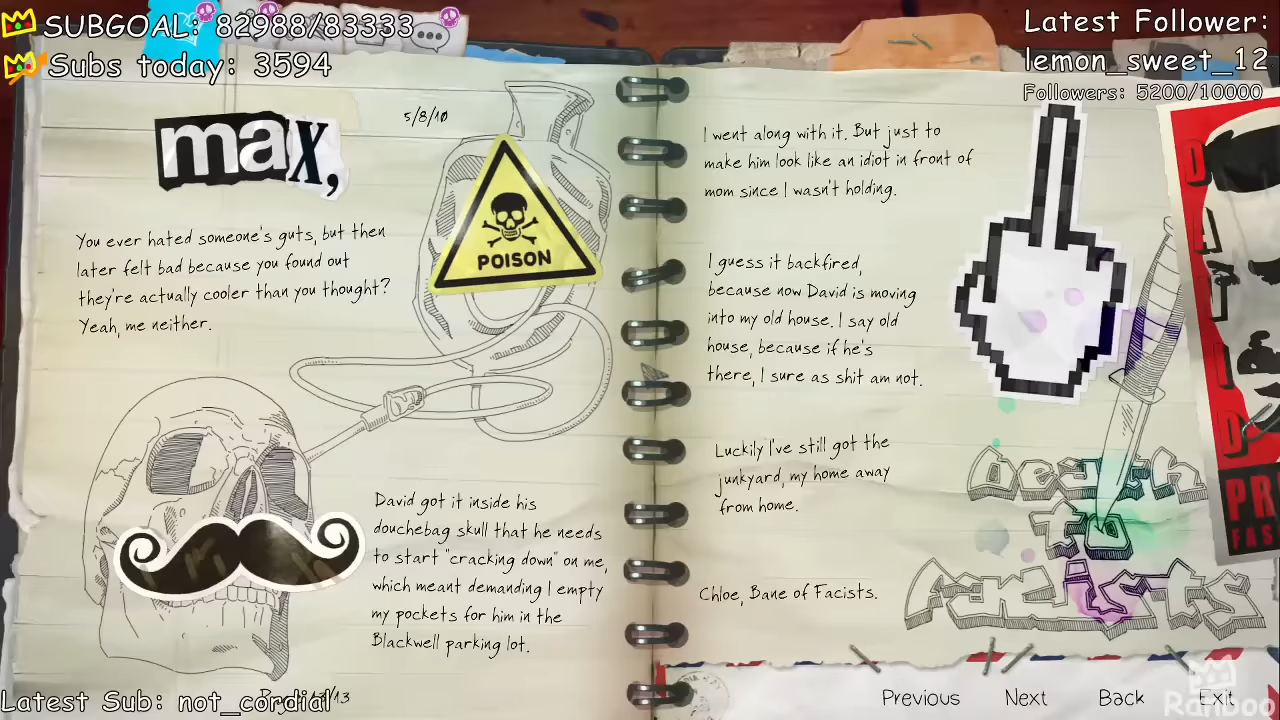 SUBGOAL: 82988/83333
Subs today: 3594
Latest Follower:
lemon_sweet_12
Followers: 5200/10000
5/8/10
max,
POISON
You ever hated someone's guts, but then
later felt bad because you found out
they're actually cooler than you thought?
Yeah, me neither.
David got it inside his
douchebag skull that he needs
to start "cracking down" on me,
which meant demanding I empty
my pockets for him in the
Blackwell parking lot.
I went along with it. But just to
make him look like an idiot in front of
mom since I wasn't holding.
I guess it backfired,
because now David is moving
into my old house. I say old
house, because if he's
there, I sure as shit am not.
Luckily I've still got the
junkyard, my home away
from home.
Chloe, Bane of Facists.
Death
To
DAVID
PR
FAS
Latest Sub: not_cordial
Previous
Next
Back
Exit
Ranboo